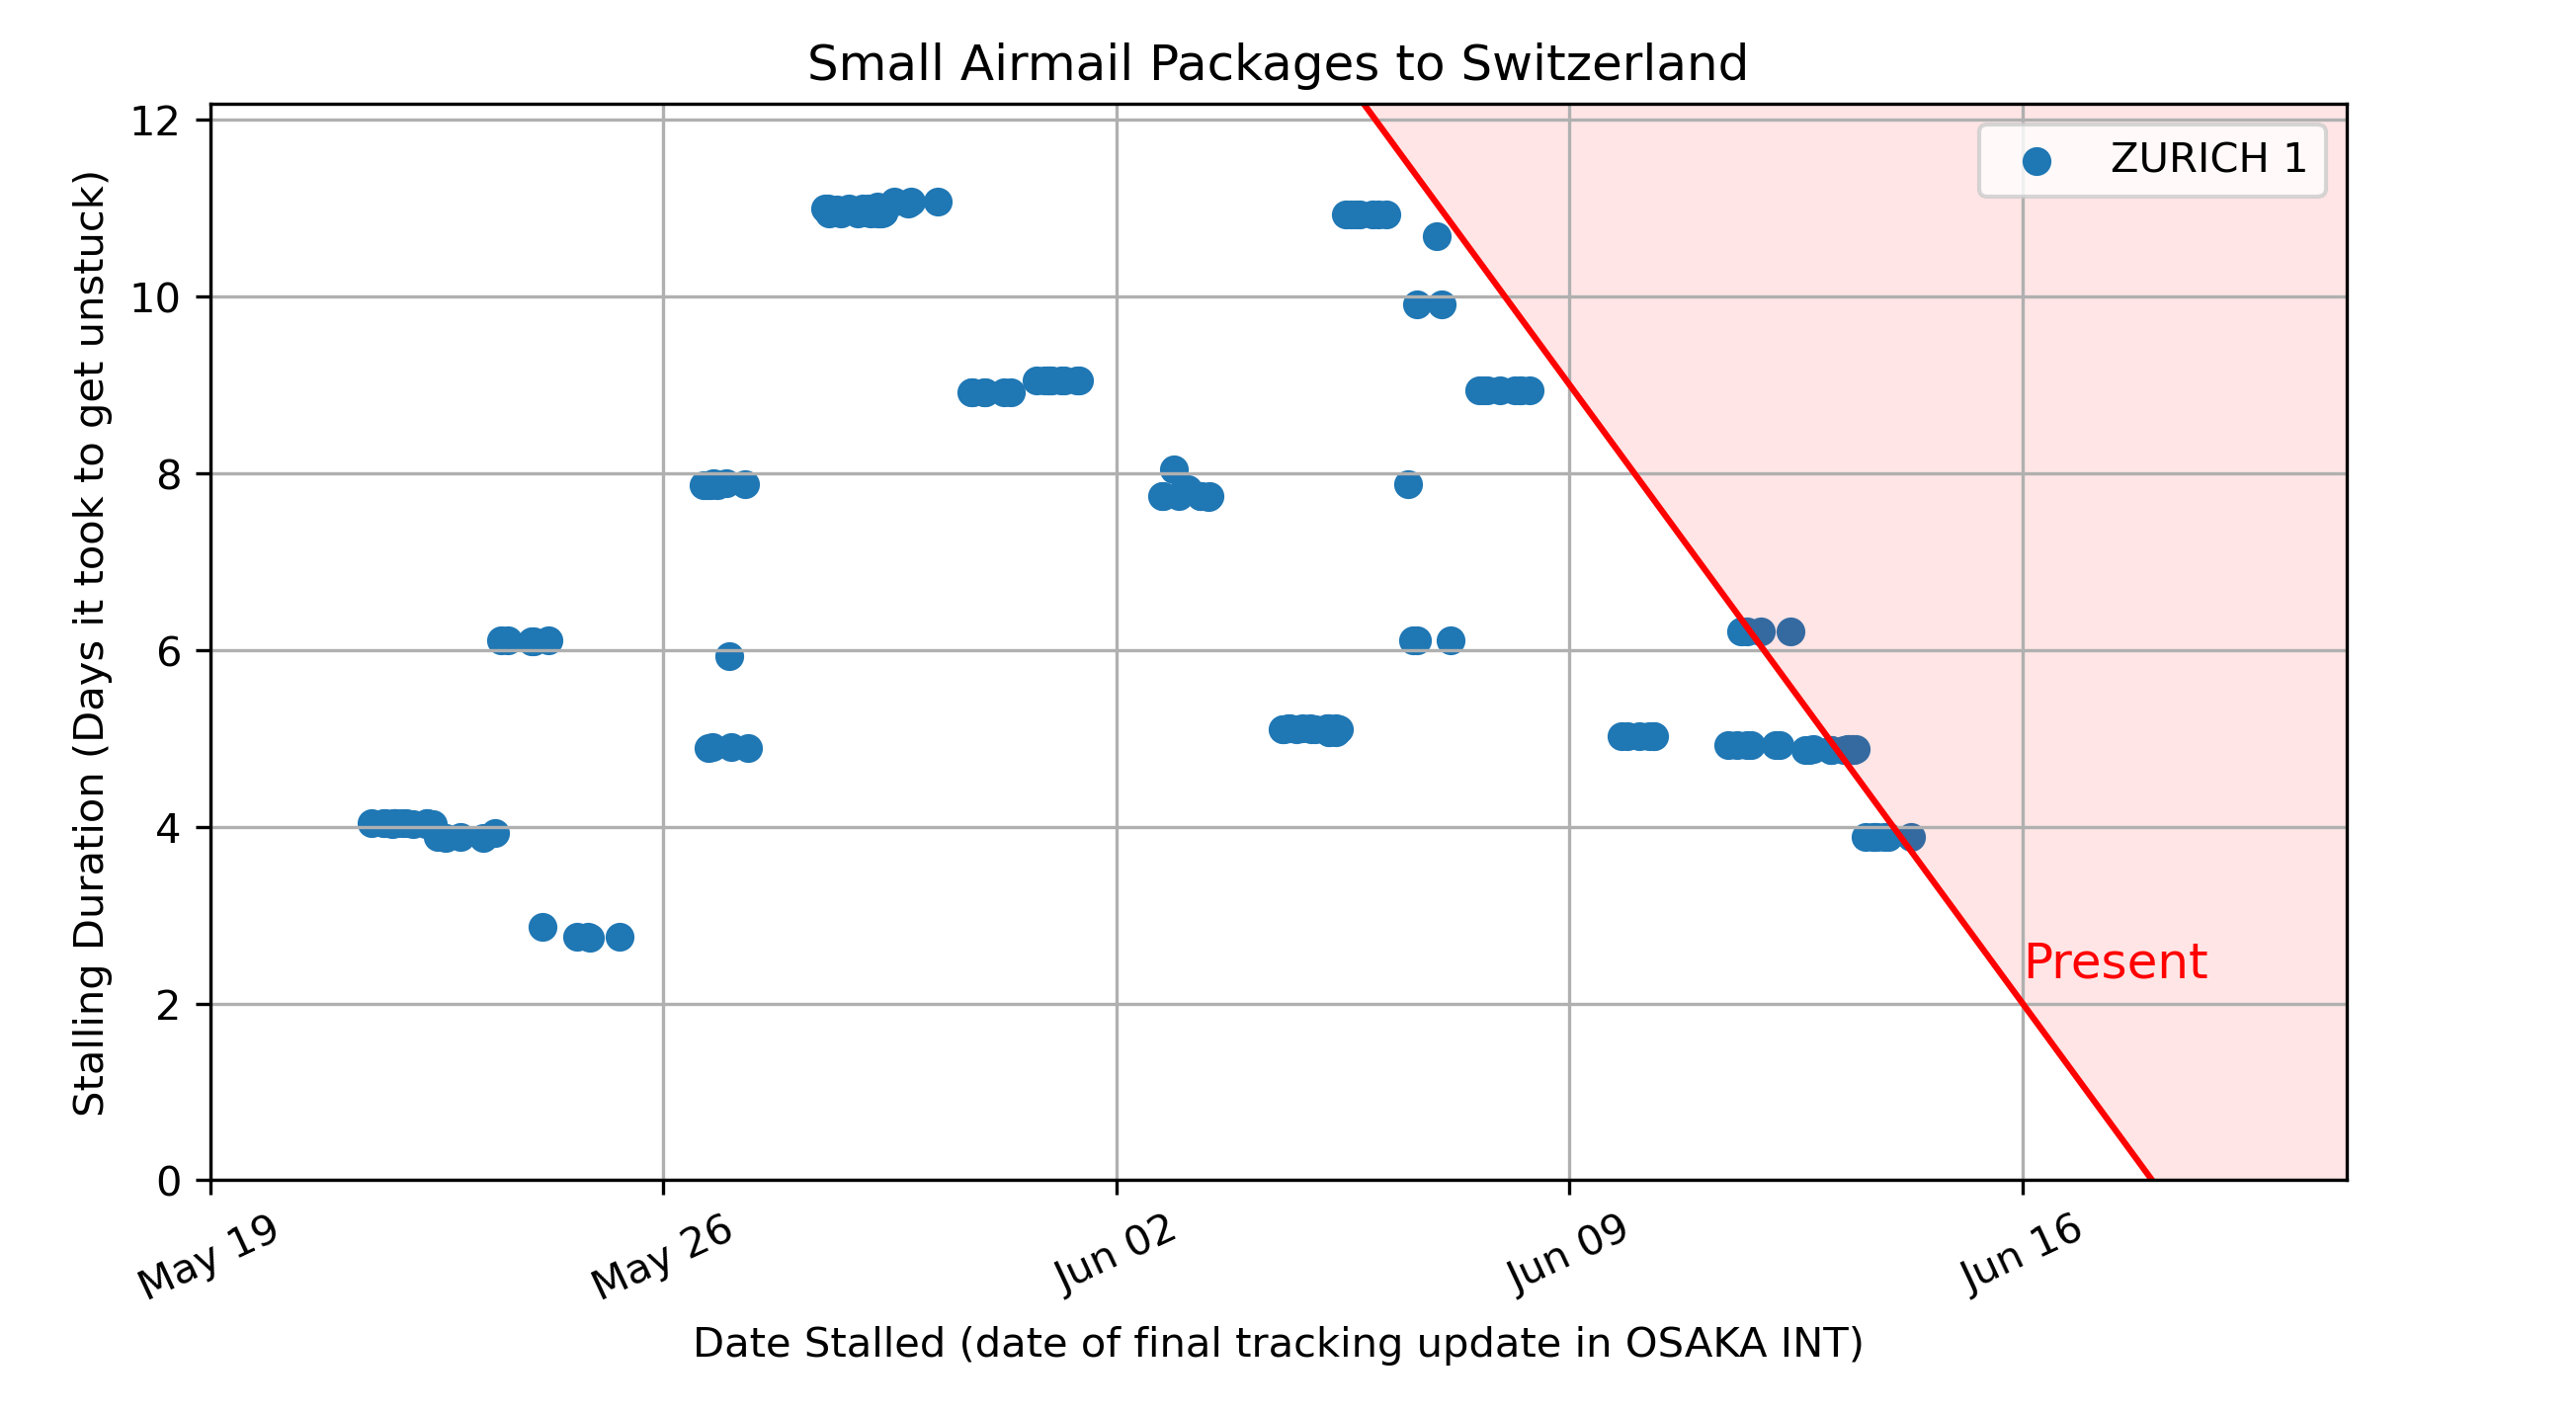 Small Airmail Packages to Switzerland
Stalling Duration (Days it took to get unstuck)
12
10
8
6
4
2
0
ZURICH 1
Present
May 19
May 26
Jun 02
Jun 09
Jun 16
Date Stalled (date of final tracking update in OSAKA INT)